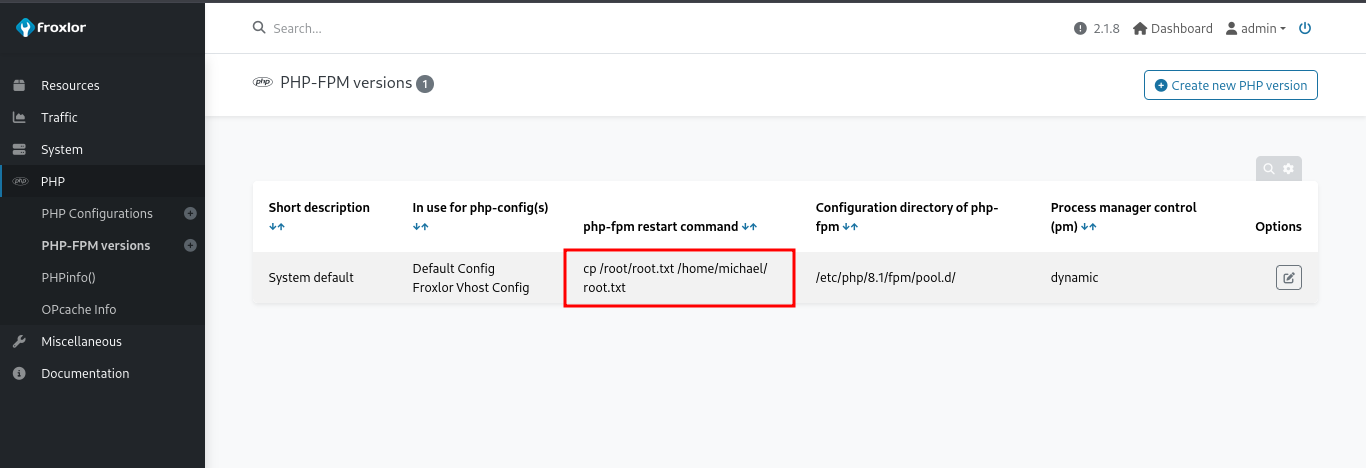 froxlor
Search...
2.1.8 Dashboard admin
Resources
Traffic
System
php PHP
PHP Configurations
PHP-FPM versions
PHPinfo()
OPcache Info
Miscellaneous
Documentation
php PHP-FPM versions 1
Create new PHP version
Short description
In use for php-config(s)
php-fpm restart command
Configuration directory of php-
fpm
Process manager control
(pm)
Options
System default
Default Config
Froxlor Vhost Config
cp /root/root.txt /home/michael/
root.txt
/etc/php/8.1/fpm/pool.d/
dynamic